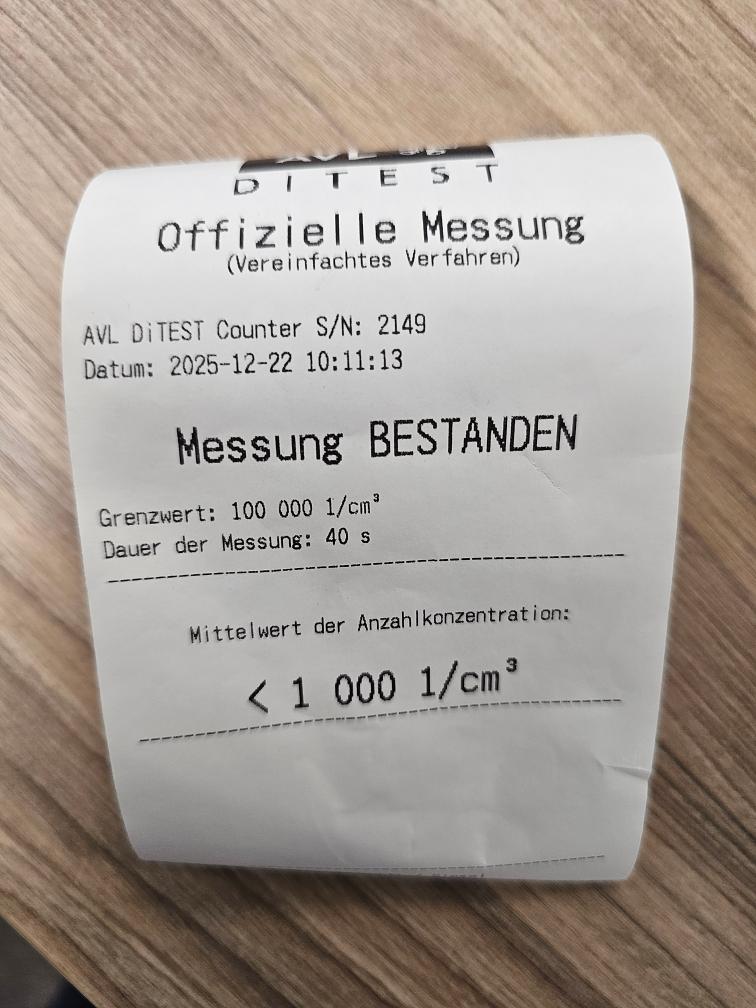 DITEST
Offizielle Messung
(Vereinfachtes Verfahren)
AVL DiTEST Counter S/N: 2149
Datum: 2025-12-22 10:11:13
Messung BESTANDEN
Grenzwert: 100 000 1/cm³
Dauer der Messung: 40 s
Mittelwert der Anzahlkonzentration:
< 1 000 1/cm³